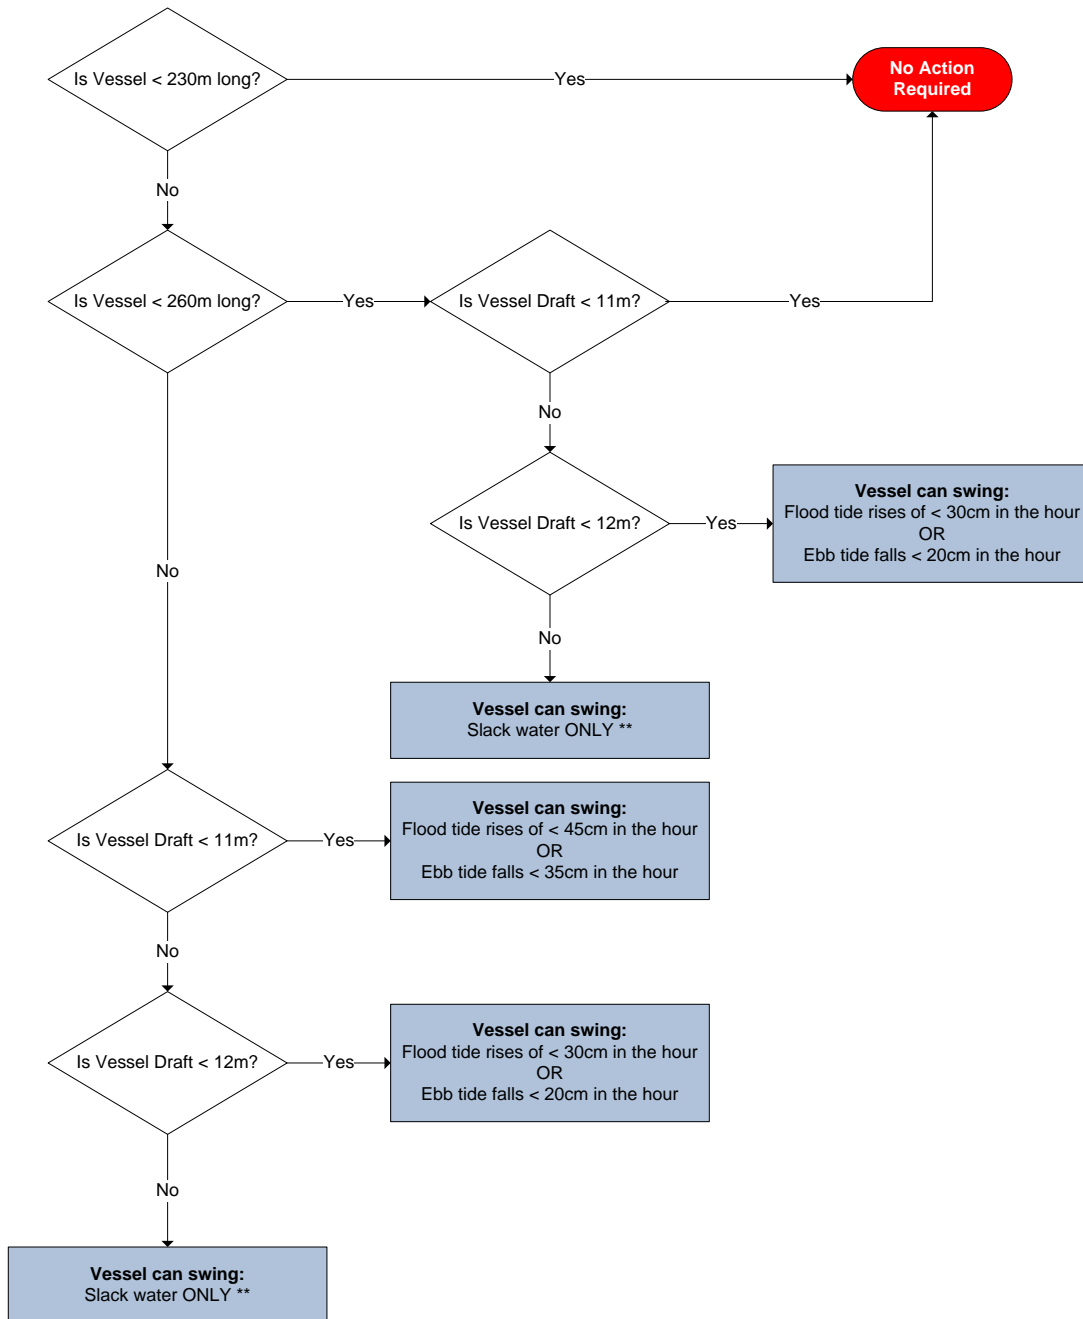 Is Vessel < 230m long?
Yes
No Action
Required
No
Is Vessel < 260m long?
Yes
Is Vessel Draft < 11m?
Yes
No
Is Vessel Draft < 12m?
Yes
Vessel can swing:
Flood tide rises of < 30cm in the hour
OR
Ebb tide falls < 20cm in the hour
No
No
Vessel can swing:
Slack water ONLY **
Is Vessel Draft < 11m?
Yes
Vessel can swing:
Flood tide rises of < 45cm in the hour
OR
Ebb tide falls < 35cm in the hour
No
Is Vessel Draft < 12m?
Yes
Vessel can swing:
Flood tide rises of < 30cm in the hour
OR
Ebb tide falls < 20cm in the hour
No
Vessel can swing:
Slack water ONLY **